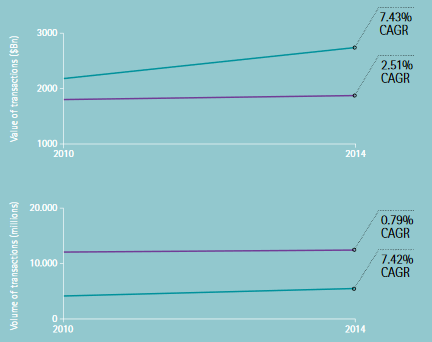 7.43%
CAGR
3000
2.51%
CAGR
2000
1000
Value of transactions ($Bn)
2010
2014
20.000
0.79%
CAGR
10.000
7.42%
CAGR
0
Volume of transactions (millions)
2010
2014